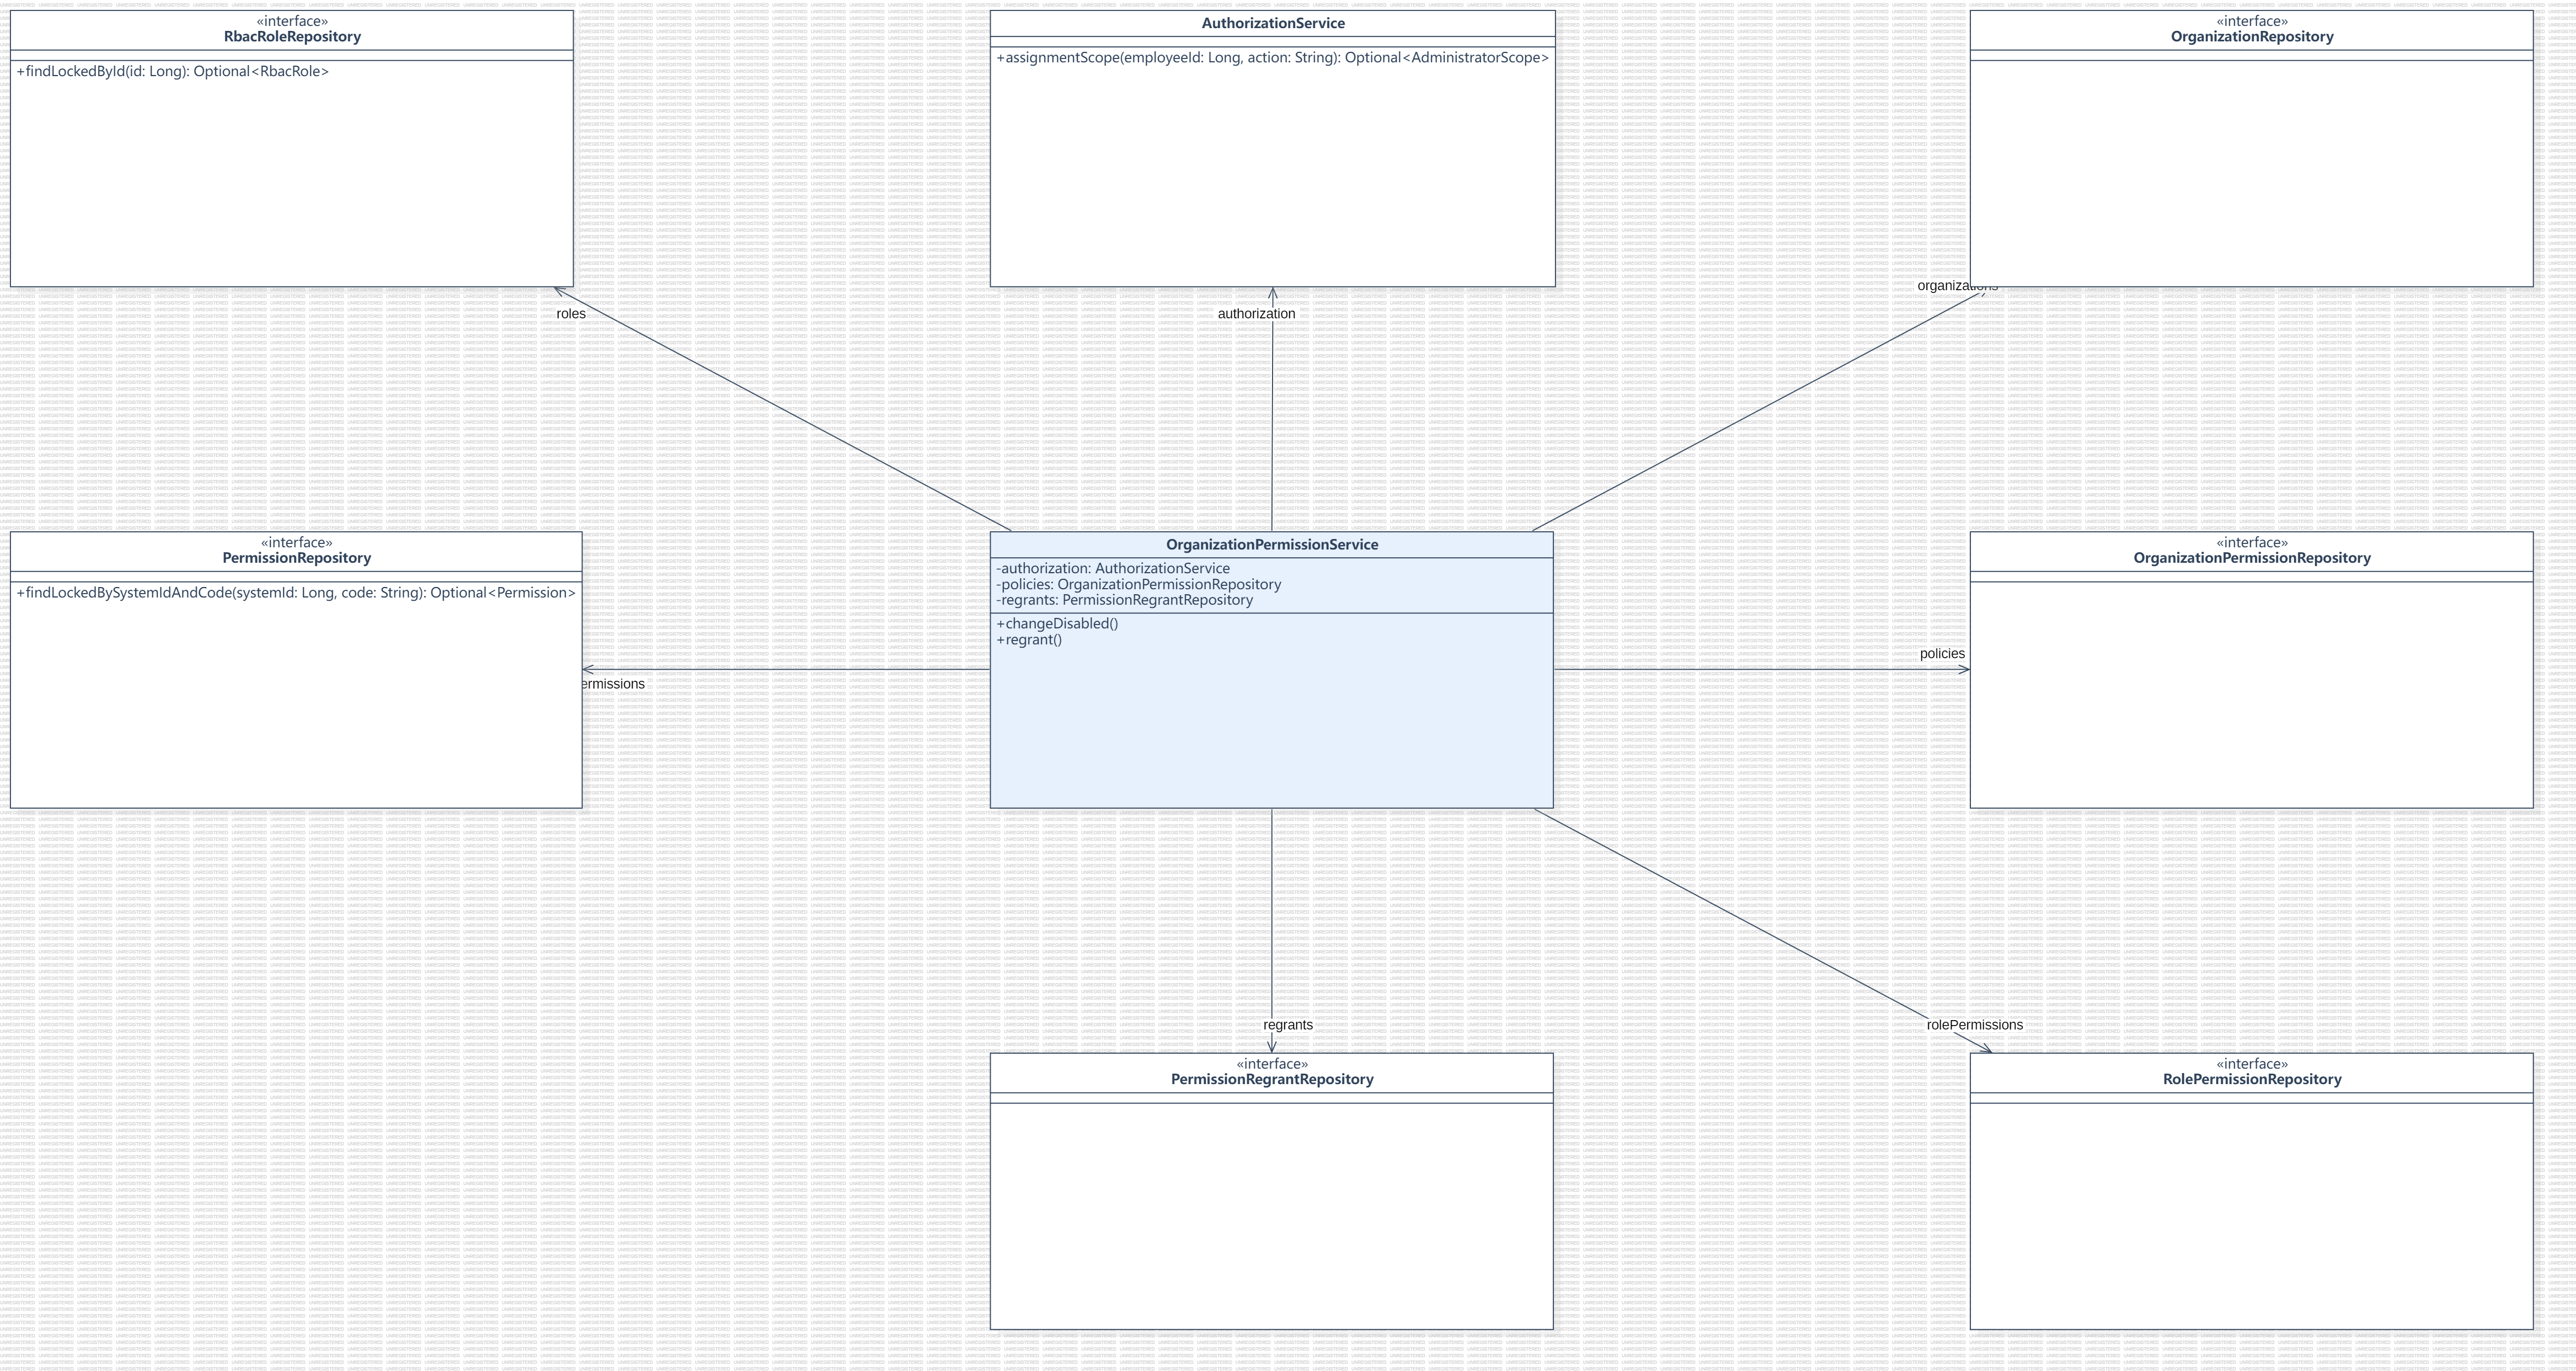 «interface»
RbacRoleRepository
+findLockedById(id: Long): Optional<RbacRole>
AuthorizationService
+assignmentScope(employeeId: Long, action: String): Optional<AdministratorScope>
«interface»
OrganizationRepository
roles
authorization
organizations
«interface»
PermissionRepository
+findLockedBySystemIdAndCode(systemId: Long, code: String): Optional<Permission>
OrganizationPermissionService
-authorization: AuthorizationService
-policies: OrganizationPermissionRepository
-regrants: PermissionRegrantRepository
+changeDisabled()
+regrant()
«interface»
OrganizationPermissionRepository
ermissions
policies
regrants
rolePermissions
«interface»
PermissionRegrantRepository
«interface»
RolePermissionRepository
UNREGISTERED